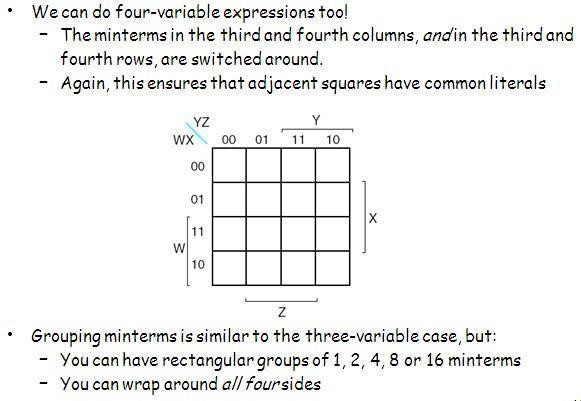 • We can do four-variable expressions too!
– The minterms in the third and fourth columns, and in the third and
fourth rows, are switched around.
– Again, this ensures that adjacent squares have common literals
YZ
Y
WX 00 01 11 10
00
01
X
11
W
10
Z
• Grouping minterms is similar to the three-variable case, but:
– You can have rectangular groups of 1, 2, 4, 8 or 16 minterms
– You can wrap around all four sides